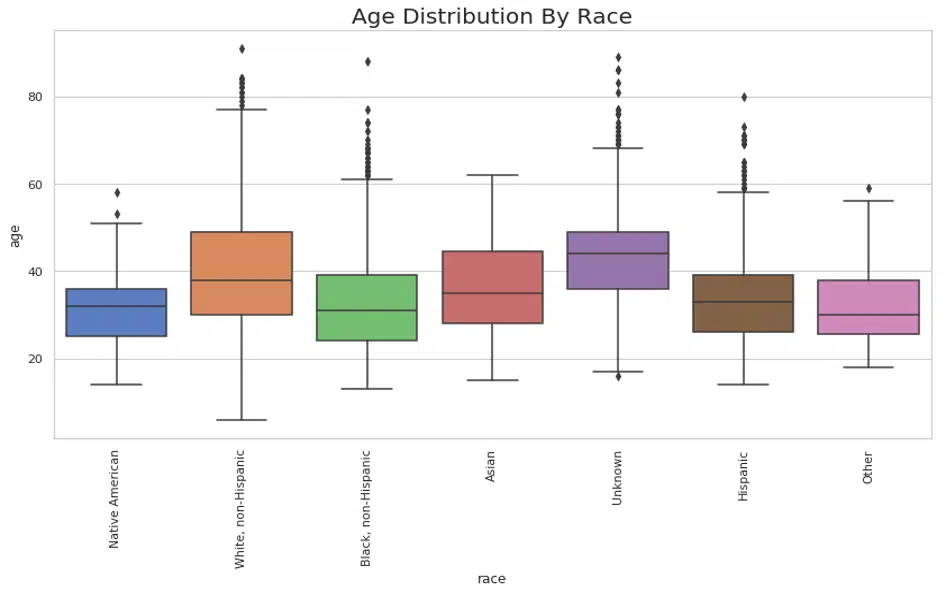 Age Distribution By Race
age
80
60
40
20
Native American
White, non-Hispanic
Black, non-Hispanic
Asian
Unknown
Hispanic
Other
race